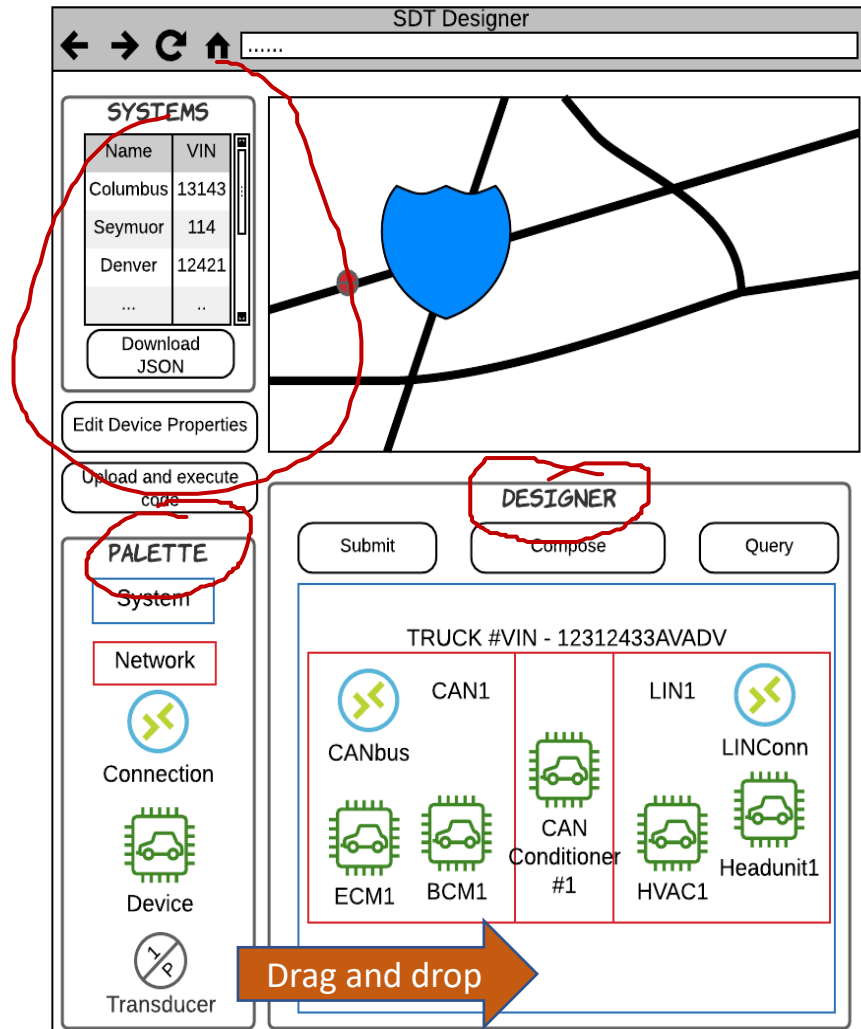 SDT Designer
......
SYSTEMS
Name VIN
Columbus 13143
Seymuor 114
Denver 12421
... ..
Download
JSON
Edit Device Properties
Upload and execute
code
PALETTE
System
Network
Connection
Device
1
P
Transducer
DESIGNER
Submit Compose Query
TRUCK #VIN - 12312433AVADV
CAN1 LIN1
CANbus LINConn
ECM1 BCM1
CAN
Conditioner
#1
HVAC1 Headunit1
Drag and drop